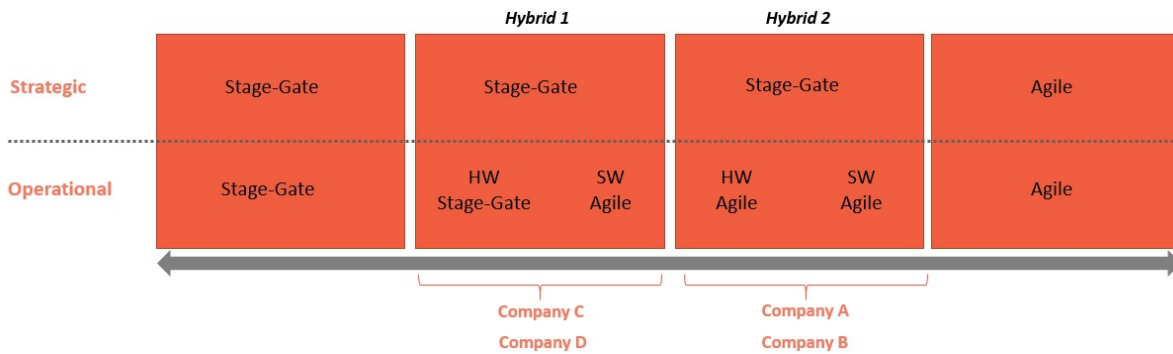 Hybrid 1 Hybrid 2
Strategic Stage-Gate Stage-Gate Stage-Gate Agile
Operational Stage-Gate HW SW HW SW Agile
Stage-Gate Agile Agile Agile
Company C Company A
Company D Company B